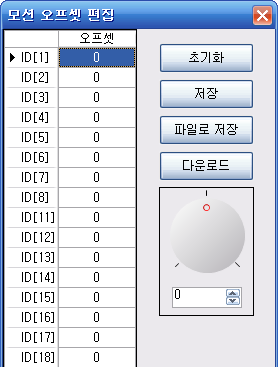 모션 오프셋 편집
오프셋
ID[1] 0
ID[2] 0
ID[3] 0
ID[4] 0
ID[5] 0
ID[6] 0
ID[7] 0
ID[8] 0
ID[11] 0
ID[12] 0
ID[13] 0
ID[14] 0
ID[15] 0
ID[16] 0
ID[17] 0
ID[18] 0
초기화
저장
파일로 저장
다운로드
0